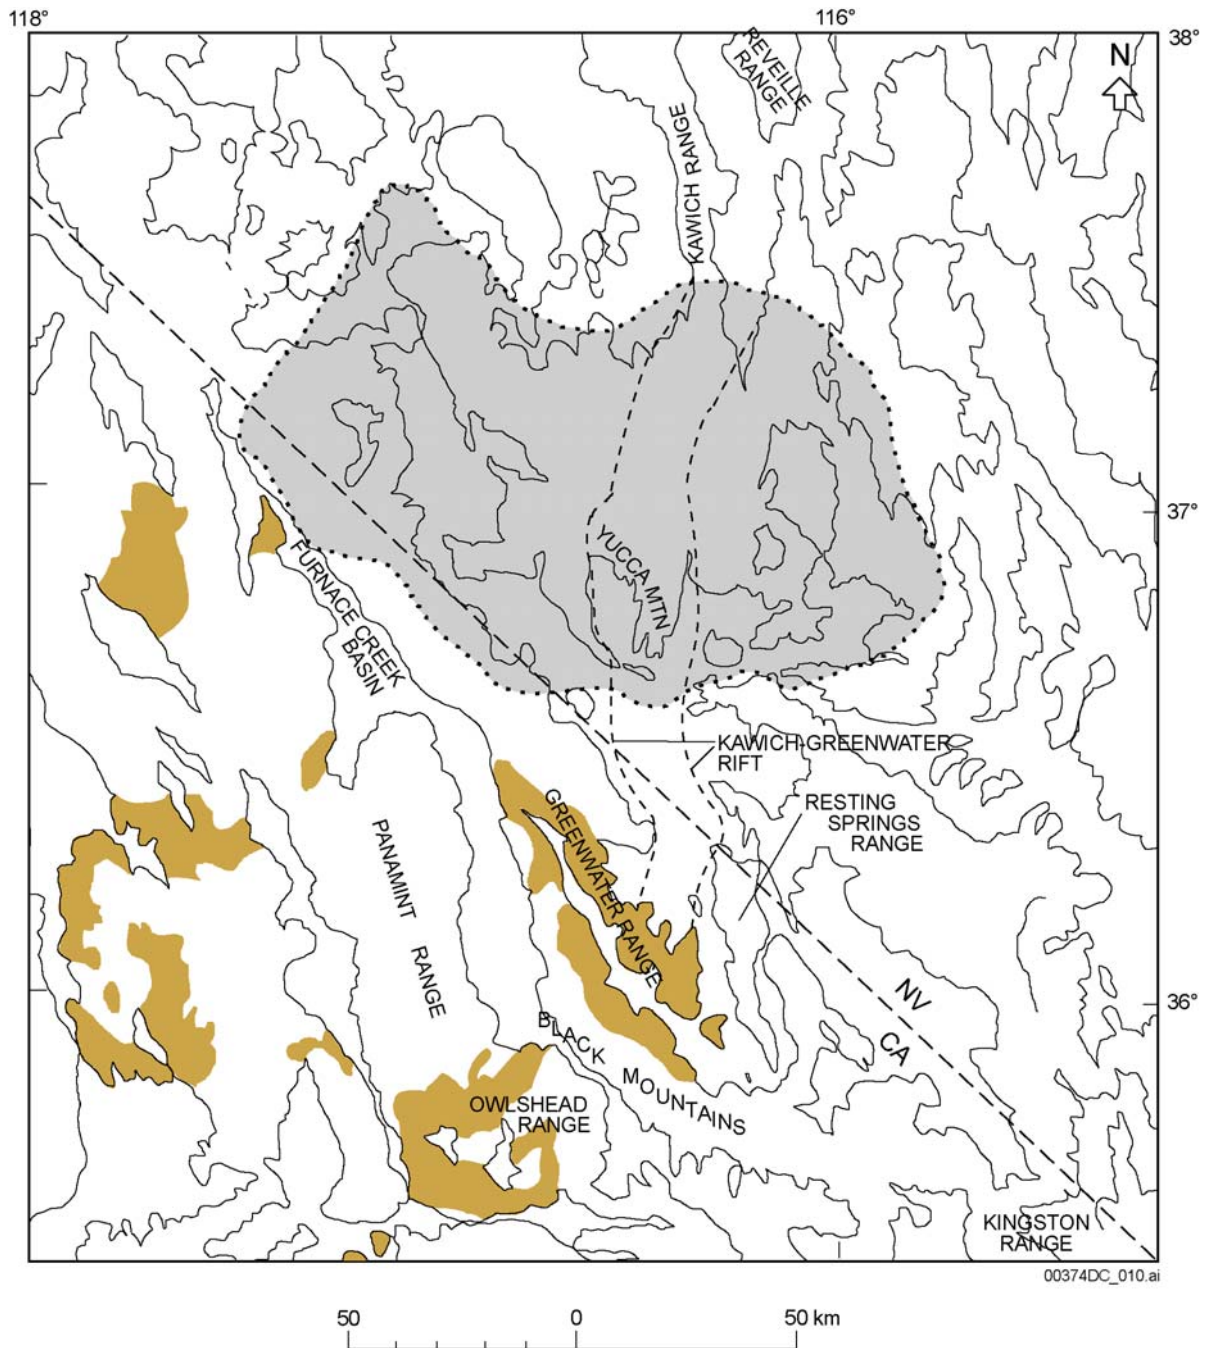 118°
116°
38°
N
REVEILLE
RANGE
KAWICH RANGE
37°
YUCCA MTN
FURNACE CREEK
BASIN
KAWICH-GREENWATER
RIFT
RESTING
SPRINGS
RANGE
GREENWATER RANGE
PANAMINT RANGE
NV
CA
36°
BLACK MOUNTAINS
OWLSHEAD
RANGE
KINGSTON
RANGE
00374DC_010.ai
50 0 50 km